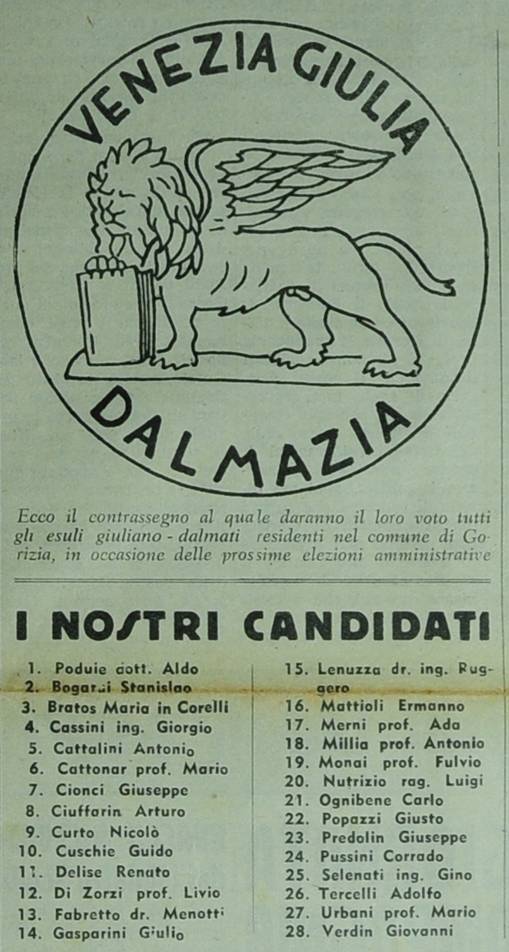 VENEZIA GIULIA
DALMAZIA
Ecco il contrassegno al quale daranno il loro voto tutti
gli esuli giuliano - dalmati residenti nel comune di Go-
rizia, in occasione delle prossime elezioni amministrative
I NOSTRI CANDIDATI
1. Poduie dott. Aldo
2. Stanislao
3. Bratos Maria in Corelli
4. Cassini ing. Giorgio
5. Cattalini Antonio
6. Cattonar prof. Mario
7. Cionci Giuseppe
8. Ciuffarin Arturo
9. Curto Nicolò
10. Cuschie Guido
11. Delise Renato
12. Di Zorzi prof. Livio
13. Fabretto dr. Menotti
14. Gasparini Giulio
15. Lenuzza dr. ing. Rug-
gero
16. Mattioli Ermanno
17. Merni prof. Ada
18. Millia prof. Antonio
19. Monai prof. Fulvio
20. Nutrizio rag. Luigi
21. Ognibene Carlo
22. Popazzi Giusto
23. Predolin Giuseppe
24. Pussini Corrado
25. Selenati ing. Gino
26. Tercelli Adolfo
27. Urbani prof. Mario
28. Verdin Giovanni